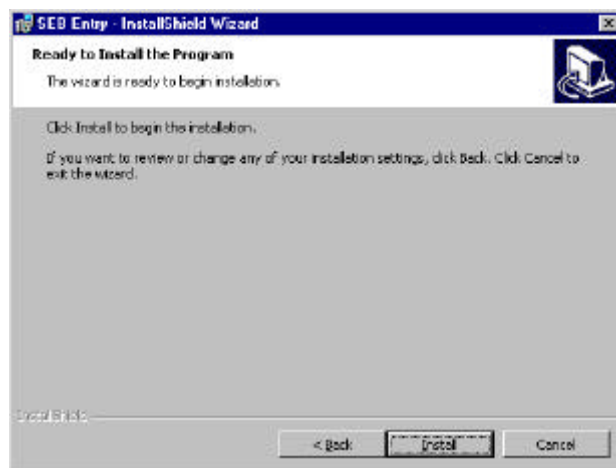 SEB Entry - InstallShield Wizard
Ready to Install the Program
The wizard is ready to begin installation.
Click Install to begin the installation.
If you want to review or change any of your installation settings, click Back. Click Cancel to
exit the wizard.
InstallShield
< Back Install Cancel